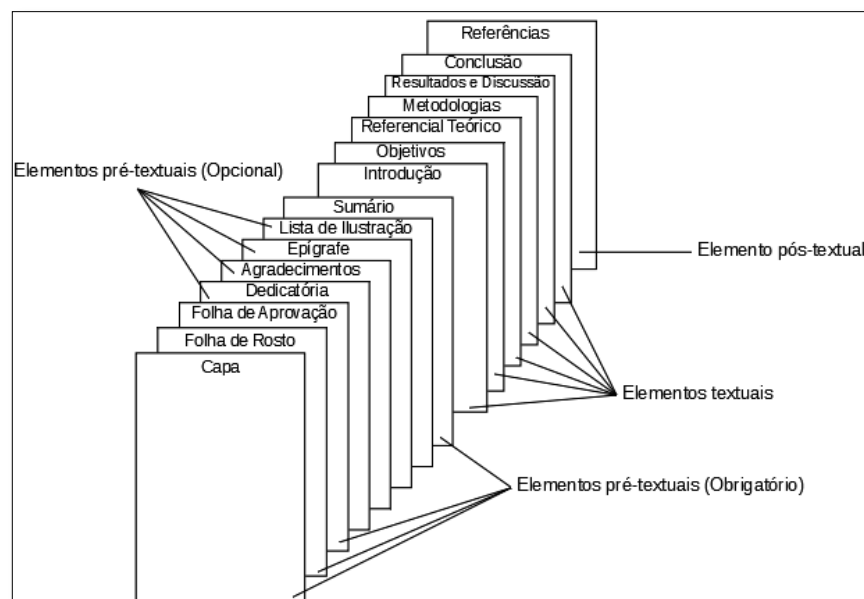 Referências
Conclusão
Resultados e Discussão
Metodologias
Referencial Teórico
Objetivos
Elementos pré-textuais (Opcional)
Introdução
Sumário
Lista de Ilustração
Epígrafe
Elemento pós-textual
Agradecimentos
Dedicatória
Folha de Aprovação
Folha de Rosto
Capa
Elementos textuais
Elementos pré-textuais (Obrigatório)